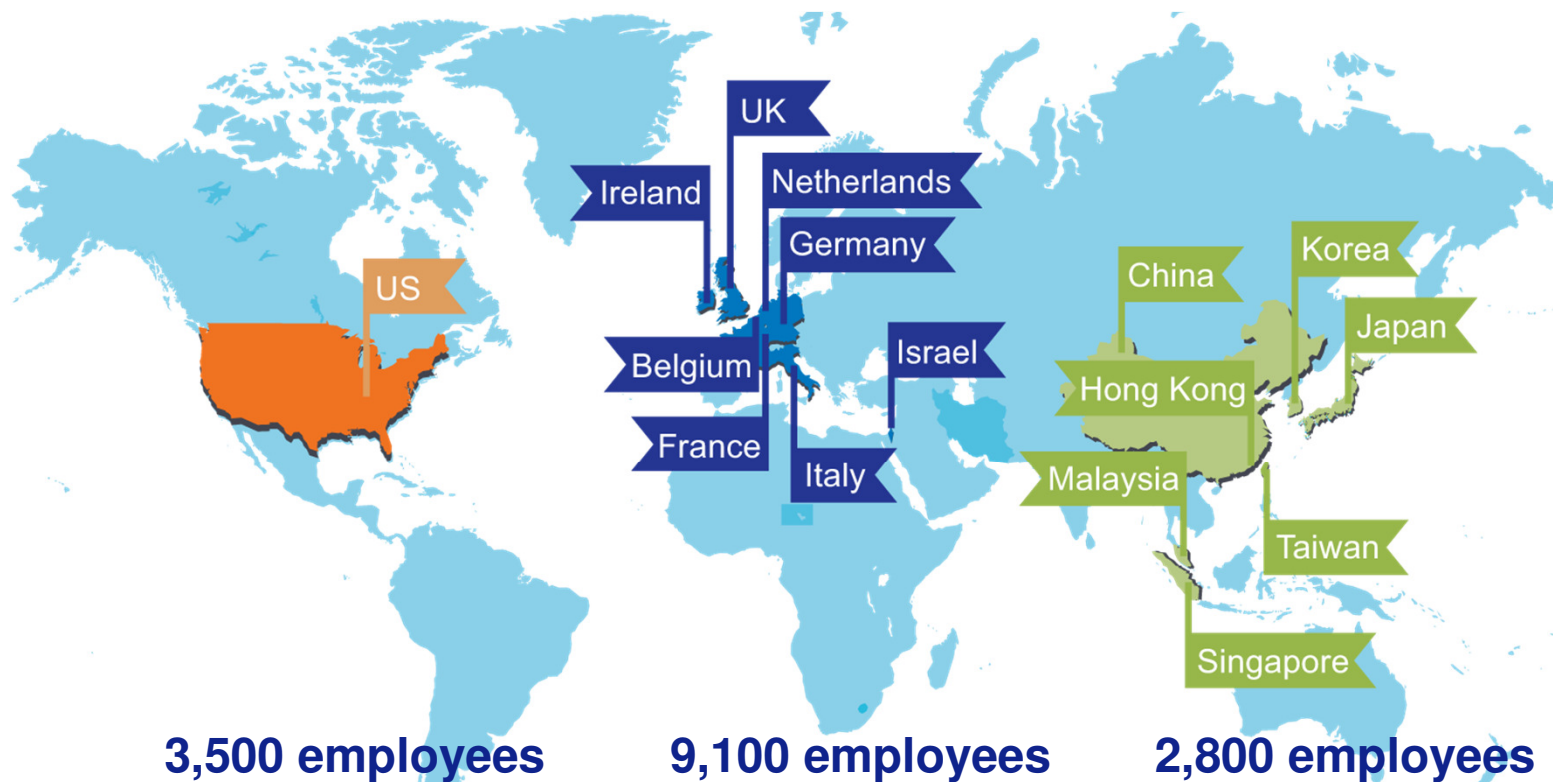 UK
Ireland
Netherlands
Germany
US
Belgium
Israel
France
Italy
China
Korea
Japan
Hong Kong
Malaysia
Taiwan
Singapore
3,500 employees
9,100 employees
2,800 employees